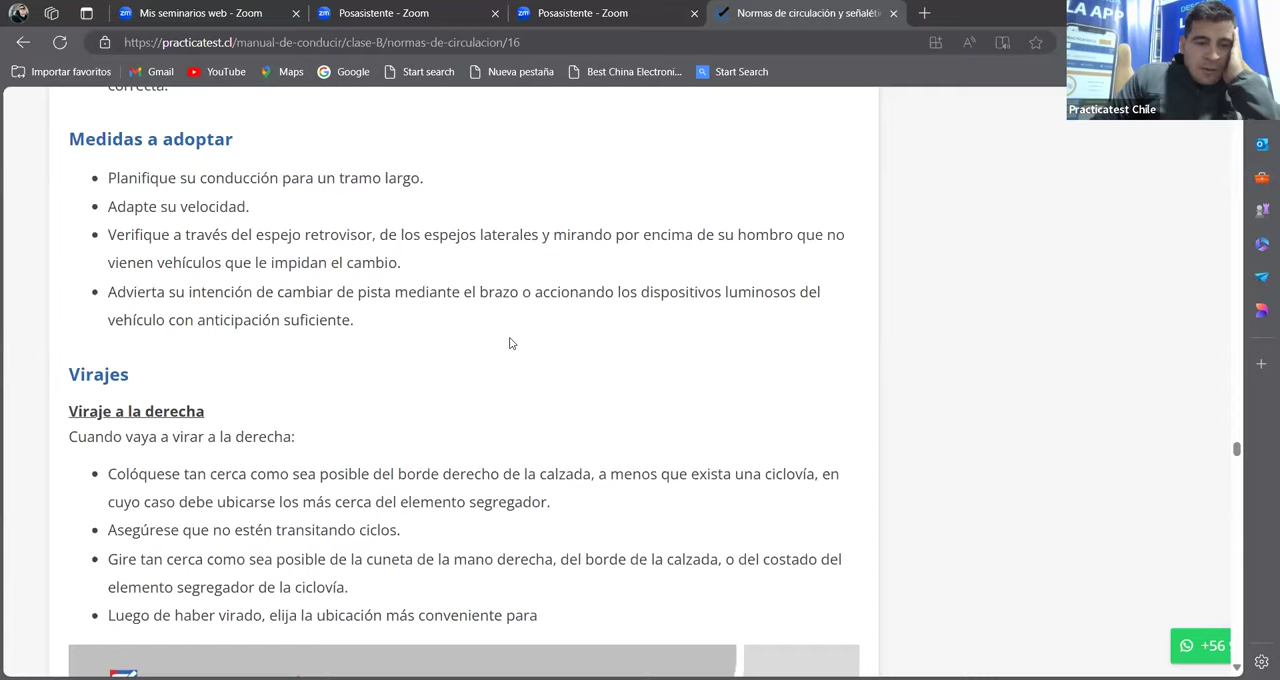 Mis seminarios web - Zoom
Posasistente - Zoom
Posasistente - Zoom
Normas de circulación y señaléti
https://practicatest.cl/manual-de-conducir/clase-B/normas-de-circulacion/16
Importar favoritos
Gmail
YouTube
Maps
Google
Start search
Nueva pestaña
Best China Electroni...
Start Search
LA APP
Practicatest Chile
correcta.
Medidas a adoptar
Planifique su conducción para un tramo largo.
Adapte su velocidad.
Verifique a través del espejo retrovisor, de los espejos laterales y mirando por encima de su hombro que no
vienen vehículos que le impidan el cambio.
Advierta su intención de cambiar de pista mediante el brazo o accionando los dispositivos luminosos del
vehículo con anticipación suficiente.
Virajes
Viraje a la derecha
Cuando vaya a virar a la derecha:
Colóquese tan cerca como sea posible del borde derecho de la calzada, a menos que exista una ciclovía, en
cuyo caso debe ubicarse los más cerca del elemento segregador.
Asegúrese que no estén transitando ciclos.
Gire tan cerca como sea posible de la cuneta de la mano derecha, del borde de la calzada, o del costado del
elemento segregador de la ciclovía.
Luego de haber virado, elija la ubicación más conveniente para
+56